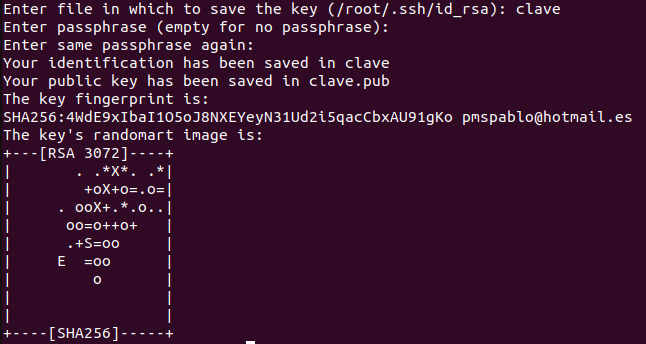 Enter file in which to save the key (/root/.ssh/id_rsa): clave
Enter passphrase (empty for no passphrase):
Enter same passphrase again:
Your identification has been saved in clave
Your public key has been saved in clave.pub
The key fingerprint is:
SHA256:4WdE9xIbaI1O5oJ8NXEYeyN31Ud2i5qacCbxAU91gKo pmspablo@hotmail.es
The key's randomart image is:
+---[RSA 3072]----+
|       . .*X*. .*|
|        +oX+o=.o=|
|     . ooX+.*.o..|
|      oo=o++o+   |
|      .+S=oo     |
|     E  =oo      |
|         o       |
|                 |
|                 |
+----[SHA256]-----+